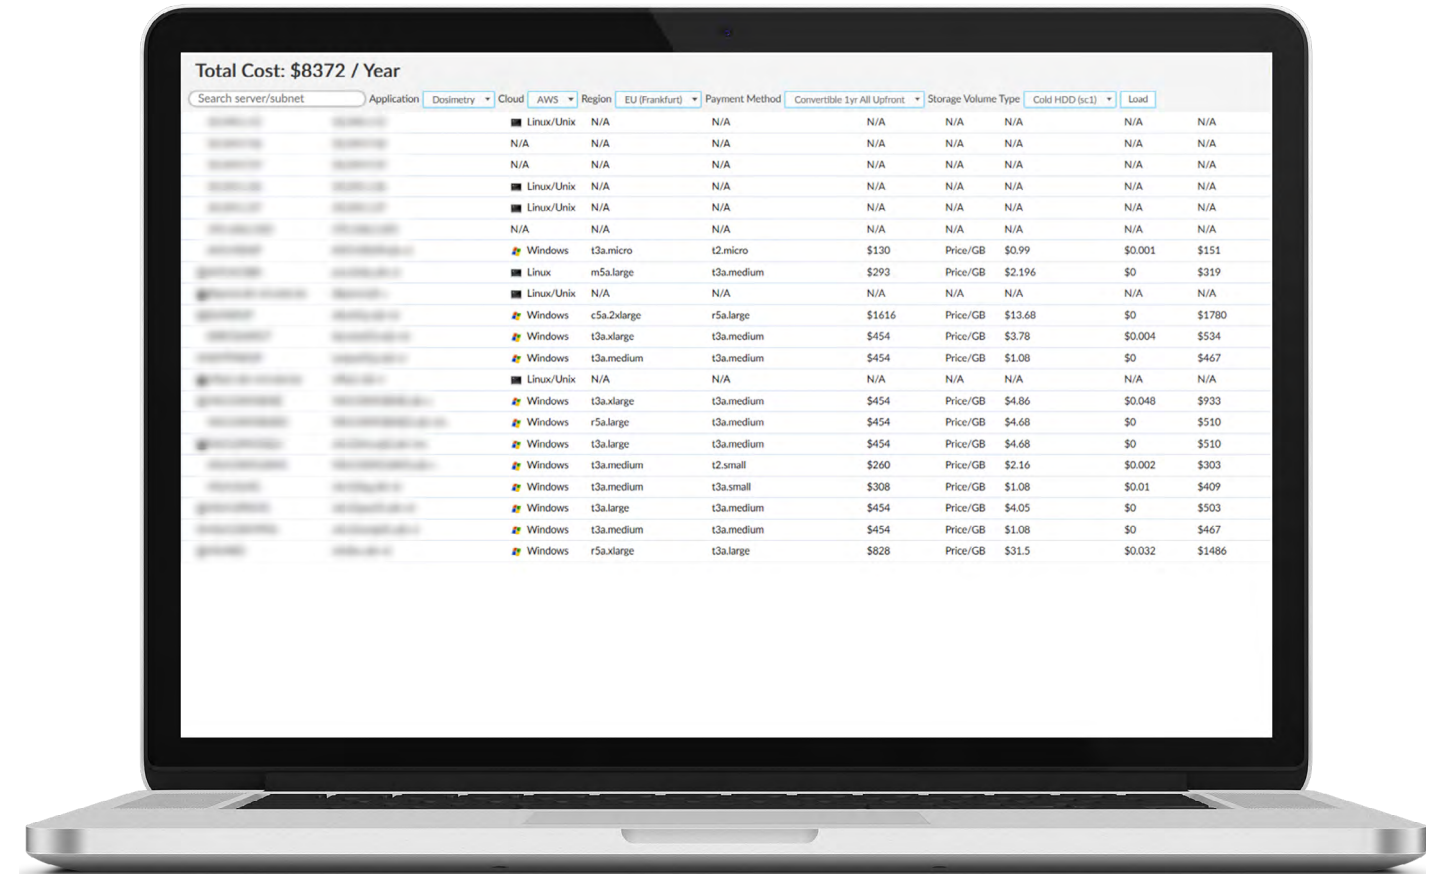 Total Cost: $8372 / Year
Search server/subnet Application Dosimetry Cloud AWS Region EU (Frankfurt) Payment Method Convertible 1yr All Upfront Storage Volume Type Cold HDD (sc1) Load
Linux/Unix N/A N/A N/A N/A N/A N/A N/A
N/A N/A N/A N/A N/A N/A N/A N/A
N/A N/A N/A N/A N/A N/A N/A N/A
Linux/Unix N/A N/A N/A N/A N/A N/A N/A
Linux/Unix N/A N/A N/A N/A N/A N/A N/A
N/A N/A N/A N/A N/A N/A N/A N/A
Windows t3a.micro t2.micro $130 Price/GB $0.99 $0.001 $151
Linux m5a.large t3a.medium $293 Price/GB $2.196 $0 $319
Linux/Unix N/A N/A N/A N/A N/A N/A N/A
Windows c5a.2xlarge r5a.large $1616 Price/GB $13.68 $0 $1780
Windows t3a.xlarge t3a.medium $454 Price/GB $3.78 $0.004 $534
Windows t3a.medium t3a.medium $454 Price/GB $1.08 $0 $467
Linux/Unix N/A N/A N/A N/A N/A N/A N/A
Windows t3a.xlarge t3a.medium $454 Price/GB $4.86 $0.048 $933
Windows r5a.large t3a.medium $454 Price/GB $4.68 $0 $510
Windows t3a.large t3a.medium $454 Price/GB $4.68 $0 $510
Windows t3a.medium t2.small $260 Price/GB $2.16 $0.002 $303
Windows t3a.medium t3a.small $308 Price/GB $1.08 $0.01 $409
Windows t3a.large t3a.medium $454 Price/GB $4.05 $0 $503
Windows t3a.medium t3a.medium $454 Price/GB $1.08 $0 $467
Windows r5a.xlarge t3a.large $828 Price/GB $31.5 $0.032 $1486